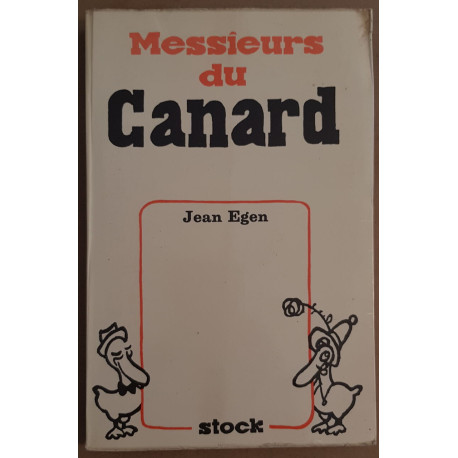 Messieurs
du
Canard
Jean Egen
stock